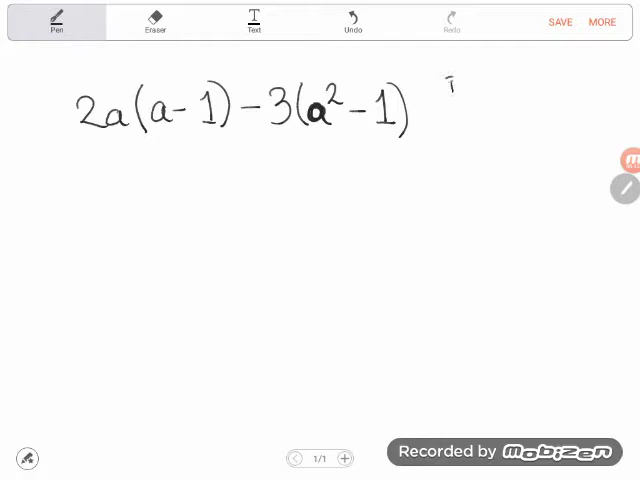 Pen Eraser Text Undo Redo SAVE MORE
2a(a-1)-3(a²-1)
1/1
Recorded by mobizen